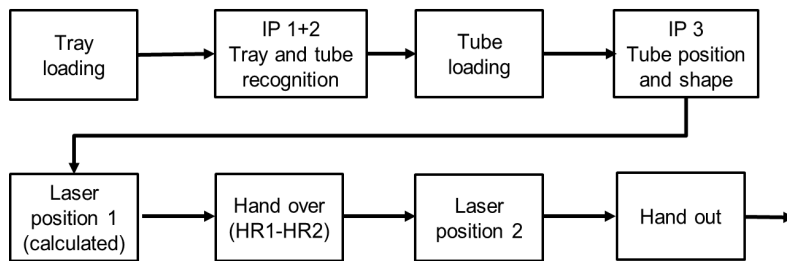 Tray
loading
IP 1+2
Tray and tube
recognition
Tube
loading
IP 3
Tube position
and shape
Laser
position 1
(calculated)
Hand over
(HR1-HR2)
Laser
position 2
Hand out